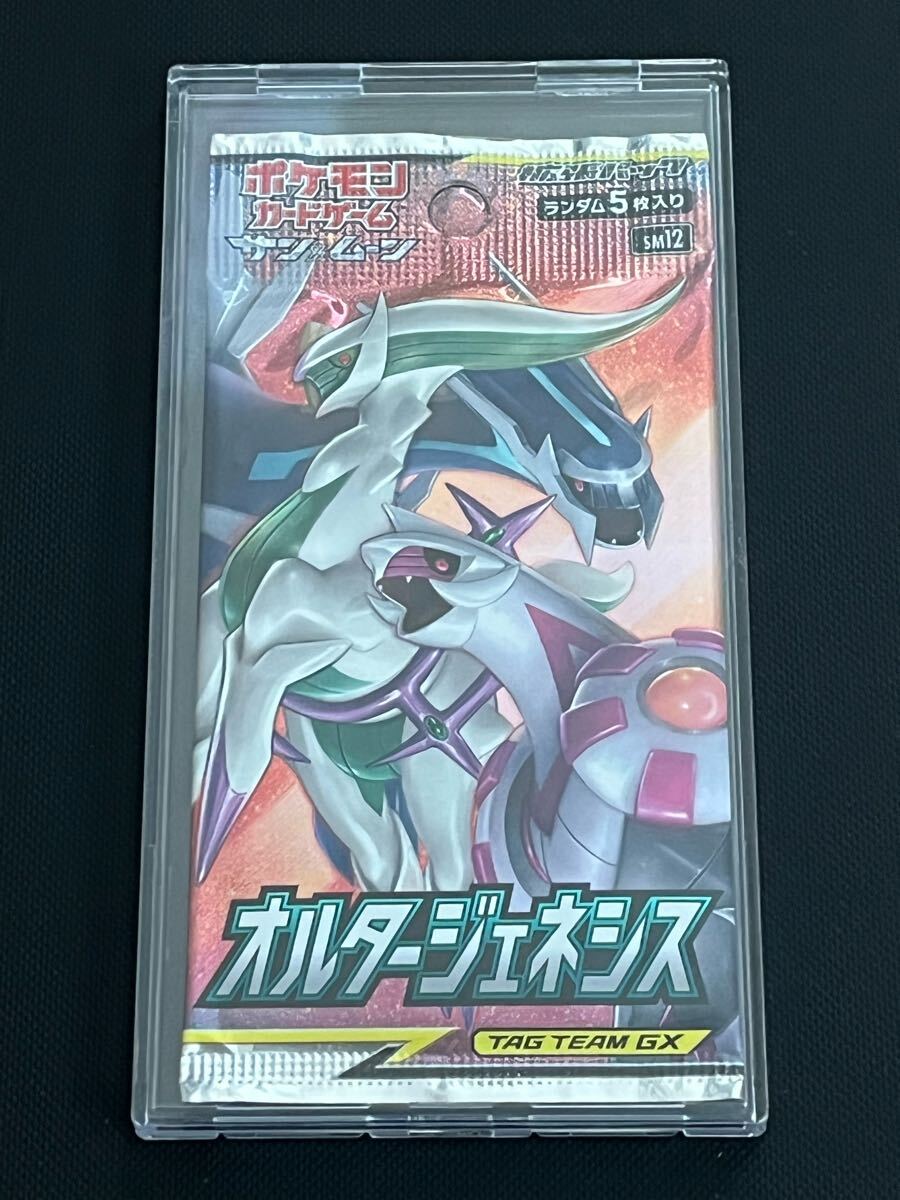 ポケモン
カードゲーム
サン&ムーン
拡張パック
ランダム5枚入り
SM12
オルタージェネシス
TAG TEAM GX